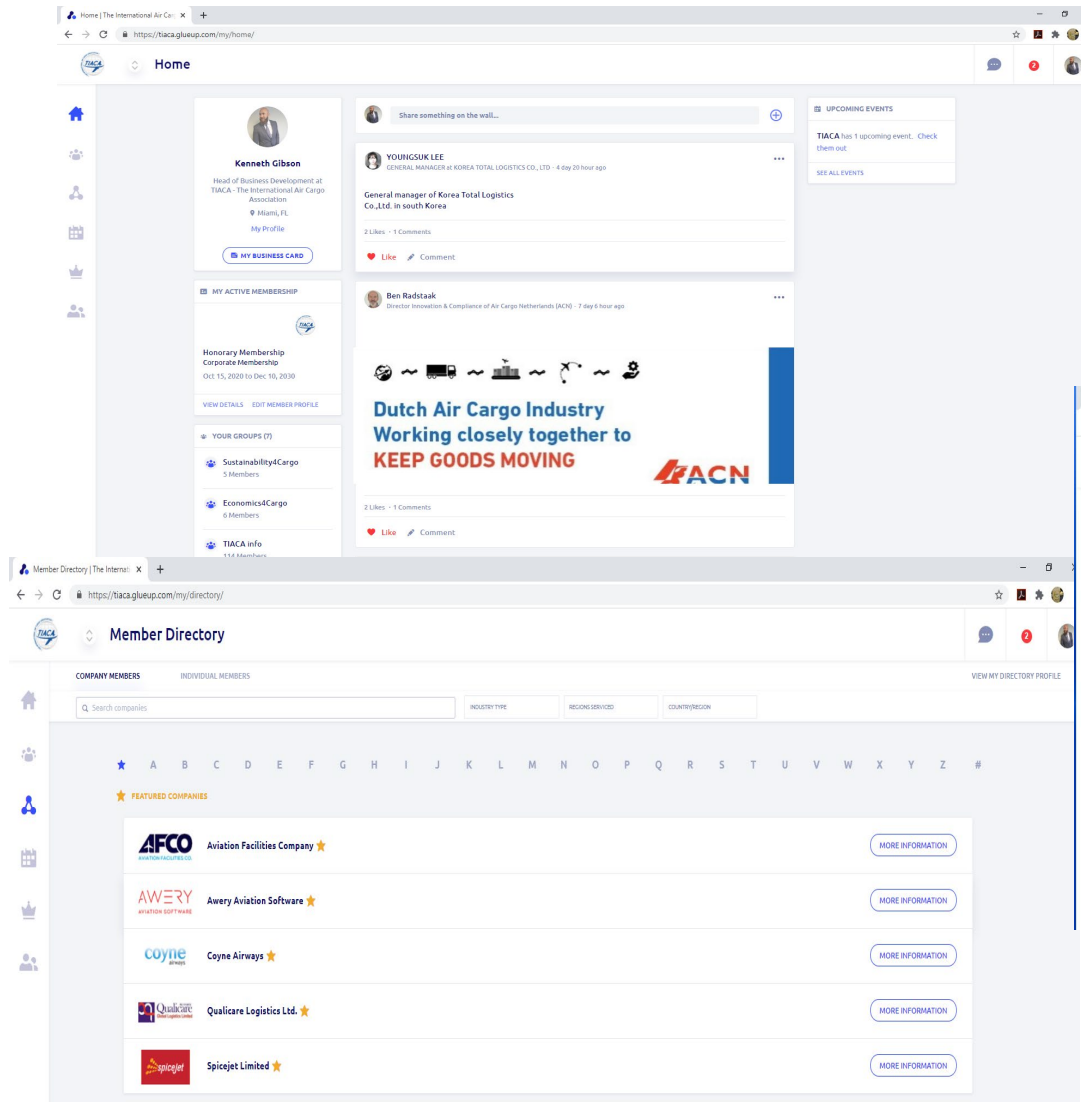 Home | The International Air Car
https://tiaca.glueup.com/my/home/
TIACA
Home
2
Kenneth Gibson
Head of Business Development at
TIACA - The International Air Cargo
Association
Miami, FL
My Profile
MY BUSINESS CARD
MY ACTIVE MEMBERSHIP
TIACA
Honorary Membership
Corporate Membership
Oct 15, 2020 to Dec 10, 2030
VIEW DETAILS EDIT MEMBER PROFILE
YOUR GROUPS (7)
Sustainability4Cargo
5 Members
Economics4Cargo
6 Members
TIACA info
114 Members
Share something on the wall...
YOUNGSUK LEE
GENERAL MANAGER at KOREA TOTAL LOGISTICS CO., LTD - 4 day 20 hour ago
General manager of Korea Total Logistics
Co.,Ltd. in south Korea
2 Likes · 1 Comments
Like Comment
Ben Radstaak
Director Innovation & Compliance of Air Cargo Netherlands (ACN) - 7 day 6 hour ago
Dutch Air Cargo Industry
Working closely together to
KEEP GOODS MOVING
ACN
2 Likes · 1 Comments
Like Comment
UPCOMING EVENTS
TIACA has 1 upcoming event. Check
them out
SEE ALL EVENTS
Member Directory | The Internati
https://tiaca.glueup.com/my/directory/
TIACA
Member Directory
2
COMPANY MEMBERS INDIVIDUAL MEMBERS VIEW MY DIRECTORY PROFILE
Search companies INDUSTRY TYPE REGIONS SERVICED COUNTRY/REGION
A B C D E F G H I J K L M N O P Q R S T U V W X Y Z #
FEATURED COMPANIES
AFCO
AVIATION FACILITIES CO.
Aviation Facilities Company MORE INFORMATION
AWERY
AVIATION SOFTWARE
Awery Aviation Software MORE INFORMATION
coyne
airways
Coyne Airways MORE INFORMATION
Qualicare
Qualicare Logistics Ltd. MORE INFORMATION
spicejet
Spicejet Limited MORE INFORMATION